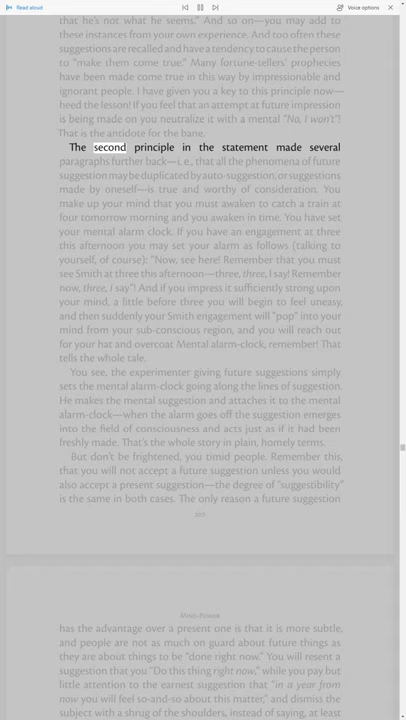 Read aloud
Voice options
that he's not what he seems." And so on—you may add to
these instances from your own experience. And too often these
suggestions are recalled and have a tendency to cause the person
to "make them come true." Many fortune-tellers' prophecies
have been made come true in this way by impressionable and
ignorant people. I have given you a key to this principle now—
heed the lesson! If you feel that an attempt at future impression
is being made on you neutralize it with a mental "No, I won't"!
That is the antidote for the bane.
The second principle in the statement made several
paragraphs further back—i. e., that all the phenomena of future
suggestion may be duplicated by auto-suggestion, or suggestions
made by oneself—is true and worthy of consideration. You
make up your mind that you must awaken to catch a train at
four tomorrow morning and you awaken in time. You have set
your mental alarm clock. If you have an engagement at three
this afternoon you may set your alarm as follows (talking to
yourself, of course): "Now, see here! Remember that you must
see Smith at three this afternoon—three, three, I say! Remember
now, three, I say"! And if you impress it sufficiently strong upon
your mind, a little before three you will begin to feel uneasy,
and then suddenly your Smith engagement will "pop" into your
mind from your sub-conscious region, and you will reach out
for your hat and overcoat Mental alarm-clock, remember! That
tells the whole tale.
You see, the experimenter giving future suggestions simply
sets the mental alarm-clock going along the lines of suggestion.
He makes the mental suggestion and attaches it to the mental
alarm-clock—when the alarm goes off the suggestion emerges
into the field of consciousness and acts just as if it had been
freshly made. That's the whole story in plain, homely terms.
But don't be frightened, you timid people. Remember this,
that you will not accept a future suggestion unless you would
also accept a present suggestion—the degree of "suggestibility"
is the same in both cases. The only reason a future suggestion
Mind-Power
has the advantage over a present one is that it is more subtle,
and people are not as much on guard about future things as
they are about things to be "done right now." You will resent a
suggestion that you "Do this thing right now," while you pay but
little attention to the earnest suggestion that "in a year from
now you will feel so-and-so about this matter," and dismiss the
subject with a shrug of the shoulders, instead of saying, at least